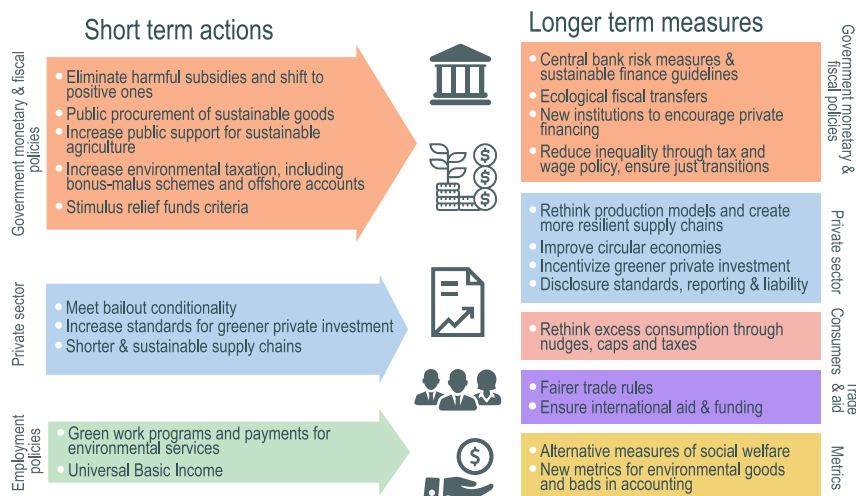 Short term actions
Government monetary & fiscal
policies
• Eliminate harmful subsidies and shift to
positive ones
• Public procurement of sustainable goods
• Increase public support for sustainable
agriculture
• Increase environmental taxation, including
bonus-malus schemes and offshore accounts
• Stimulus relief funds criteria
Private sector
• Meet bailout conditionality
• Increase standards for greener private investment
• Shorter & sustainable supply chains
Employment
policies
• Green work programs and payments for
environmental services
• Universal Basic Income
$
$
$
$
Longer term measures
• Central bank risk measures &
sustainable finance guidelines
• Ecological fiscal transfers
• New institutions to encourage private
financing
• Reduce inequality through tax and
wage policy, ensure just transitions
Government monetary &
fiscal policies
• Rethink production models and create
more resilient supply chains
• Improve circular economies
• Incentivize greener private investment
• Disclosure standards, reporting & liability
Private sector
• Rethink excess consumption through
nudges, caps and taxes
Consumers
• Fairer trade rules
• Ensure international aid & funding
Trade
& aid
• Alternative measures of social welfare
• New metrics for environmental goods
and bads in accounting
Metrics